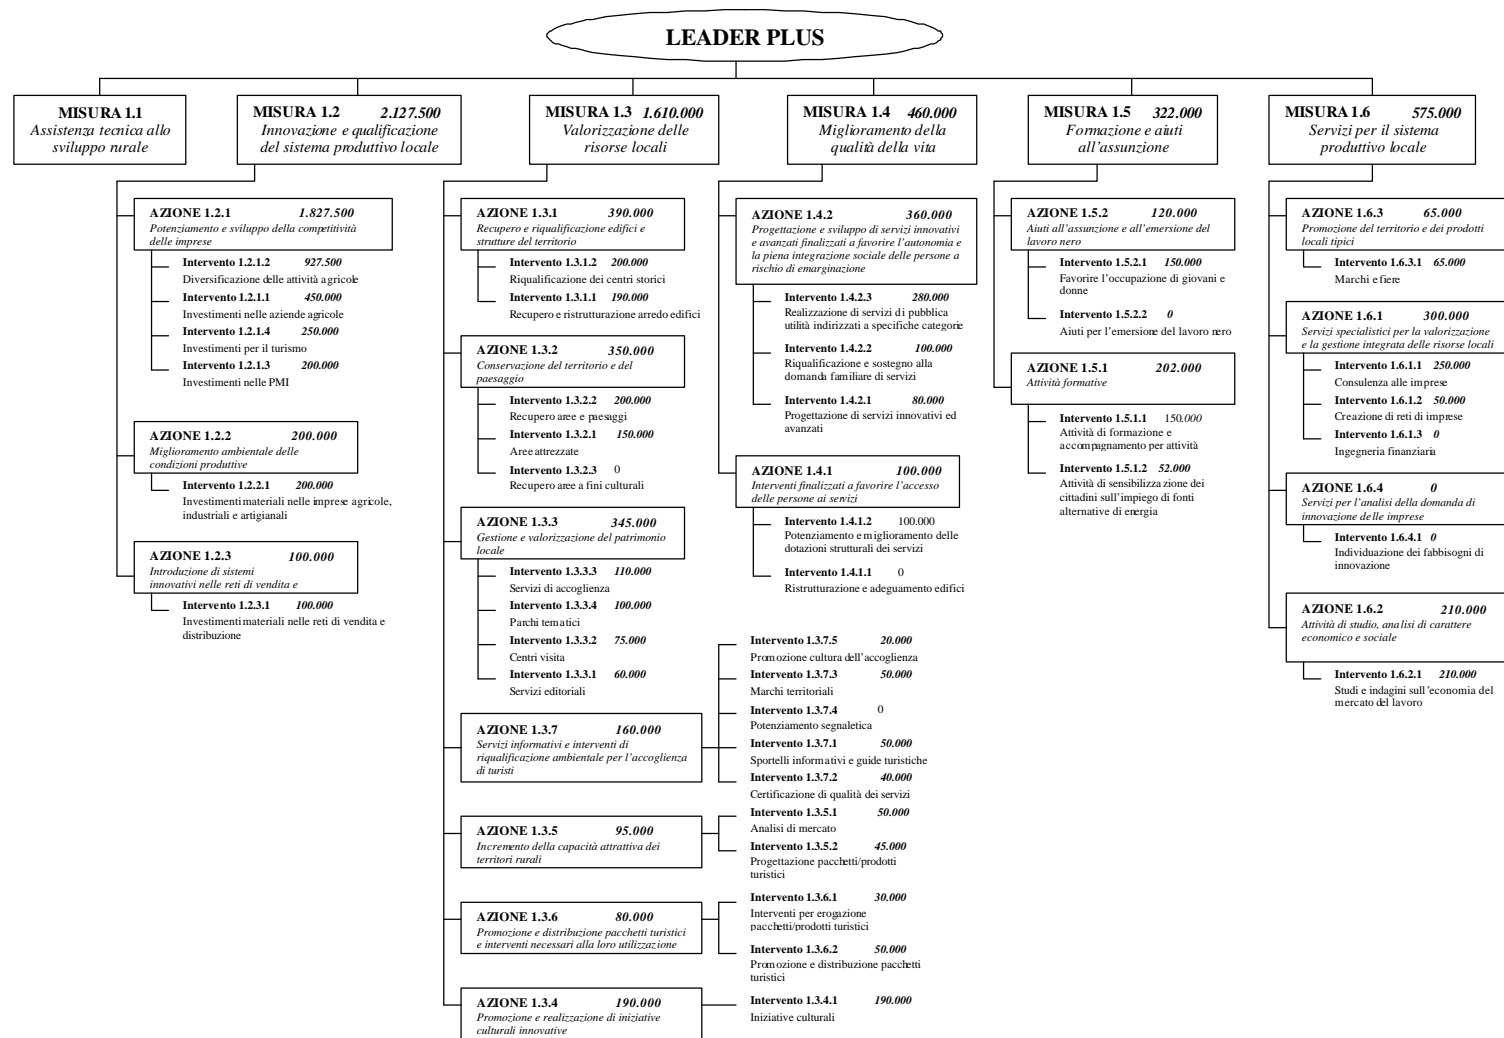 LEADER PLUS
MISURA 1.1
Assistenza tecnica allo
sviluppo rurale
MISURA 1.2 2.127.500
Innovazione e qualificazione
del sistema produttivo locale
MISURA 1.3 1.610.000
Valorizzazione delle
risorse locali
MISURA 1.4 460.000
Miglioramento della
qualità della vita
MISURA 1.5 322.000
Formazione e aiuti
all'assunzione
MISURA 1.6 575.000
Servizi per il sistema
produttivo locale
AZIONE 1.2.1 1.827.500
Potenziamento e sviluppo della competitività
delle imprese
Intervento 1.2.1.2 927.500
Diversificazione delle attività agricole
Intervento 1.2.1.1 450.000
Investimenti nelle aziende agricole
Intervento 1.2.1.4 250.000
Investimenti per il turismo
Intervento 1.2.1.3 200.000
Investimenti nelle PMI
AZIONE 1.2.2 200.000
Miglioramento ambientale delle
condizioni produttive
Intervento 1.2.2.1 200.000
Investimenti materiali nelle imprese agricole,
industriali e artigianali
AZIONE 1.2.3 100.000
Introduzione di sistemi
innovativi nelle reti di vendita e
Intervento 1.2.3.1 100.000
Investimenti materiali nelle reti di vendita e
distribuzione
AZIONE 1.3.1 390.000
Recupero e riqualificazione edifici e
strutture del territorio
Intervento 1.3.1.2 200.000
Riqualificazione dei centri storici
Intervento 1.3.1.1 190.000
Recupero e ristrutturazione arredo edifici
AZIONE 1.3.2 350.000
Conservazione del territorio e del
paesaggio
Intervento 1.3.2.2 200.000
Recupero aree e paesaggi
Intervento 1.3.2.1 150.000
Aree attrezzate
Intervento 1.3.2.3 0
Recupero aree a fini culturali
AZIONE 1.3.3 345.000
Gestione e valorizzazione del patrimonio
locale
Intervento 1.3.3.3 110.000
Servizi di accoglienza
Intervento 1.3.3.4 100.000
Parchi tematici
Intervento 1.3.3.2 75.000
Centri visita
Intervento 1.3.3.1 60.000
Servizi editoriali
AZIONE 1.3.7 160.000
Servizi informativi e interventi di
riqualificazione ambientale per l'accoglienza
di turisti
Intervento 1.3.7.5 20.000
Promozione cultura dell'accoglienza
Intervento 1.3.7.3 50.000
Marchi territoriali
Intervento 1.3.7.4 0
Potenziamento segnaletica
Intervento 1.3.7.1 50.000
Sportelli informativi e guide turistiche
Intervento 1.3.7.2 40.000
Certificazione di qualità dei servizi
AZIONE 1.3.5 95.000
Incremento della capacità attrattiva dei
territori rurali
Intervento 1.3.5.1 50.000
Analisi di mercato
Intervento 1.3.5.2 45.000
Progettazione pacchetti/prodotti
turistici
AZIONE 1.3.6 80.000
Promozione e distribuzione pacchetti turistici
e interventi necessari alla loro utilizzazione
Intervento 1.3.6.1 30.000
Interventi per erogazione
pacchetti/prodotti turistici
Intervento 1.3.6.2 50.000
Promozione e distribuzione pacchetti
turistici
AZIONE 1.3.4 190.000
Promozione e realizzazione di iniziative
culturali innovative
Intervento 1.3.4.1 190.000
Iniziative culturali
AZIONE 1.4.2 360.000
Progettazione e sviluppo di servizi innovativi
e avanzati finalizzati a favorire l'autonomia e
la piena integrazione sociale delle persone a
rischio di emarginazione
Intervento 1.4.2.3 280.000
Realizzazione di servizi di pubblica
utilità indirizzati a specifiche categorie
Intervento 1.4.2.2 100.000
Riqualificazione e sostegno alla
domanda familiare di servizi
Intervento 1.4.2.1 80.000
Progettazione di servizi innovativi ed
avanzati
AZIONE 1.4.1 100.000
Interventi finalizzati a favorire l'accesso
delle persone ai servizi
Intervento 1.4.1.2 100.000
Potenziamento e miglioramento delle
dotazioni strutturali dei servizi
Intervento 1.4.1.1 0
Ristrutturazione e adeguamento edifici
AZIONE 1.5.2 120.000
Aiuti all'assunzione e all'emersione del
lavoro nero
Intervento 1.5.2.1 150.000
Favorire l'occupazione di giovani e
donne
Intervento 1.5.2.2 0
Aiuti per l'emersione del lavoro nero
AZIONE 1.5.1 202.000
Attività formative
Intervento 1.5.1.1 150.000
Attività di formazione e
accompagnamento per attività
Intervento 1.5.1.2 52.000
Attività di sensibilizzazione dei
cittadini sull'impiego di fonti
alternative di energia
AZIONE 1.6.3 65.000
Promozione del territorio e dei prodotti
locali tipici
Intervento 1.6.3.1 65.000
Marchi e fiere
AZIONE 1.6.1 300.000
Servizi specialistici per la valorizzazione
e la gestione integrata delle risorse locali
Intervento 1.6.1.1 250.000
Consulenza alle imprese
Intervento 1.6.1.2 50.000
Creazione di reti di imprese
Intervento 1.6.1.3 0
Ingegneria finanziaria
AZIONE 1.6.4 0
Servizi per l'analisi della domanda di
innovazione delle imprese
Intervento 1.6.4.1 0
Individuazione dei fabbisogni di
innovazione
AZIONE 1.6.2 210.000
Attività di studio, analisi di carattere
economico e sociale
Intervento 1.6.2.1 210.000
Studi e indagini sull'economia del
mercato del lavoro